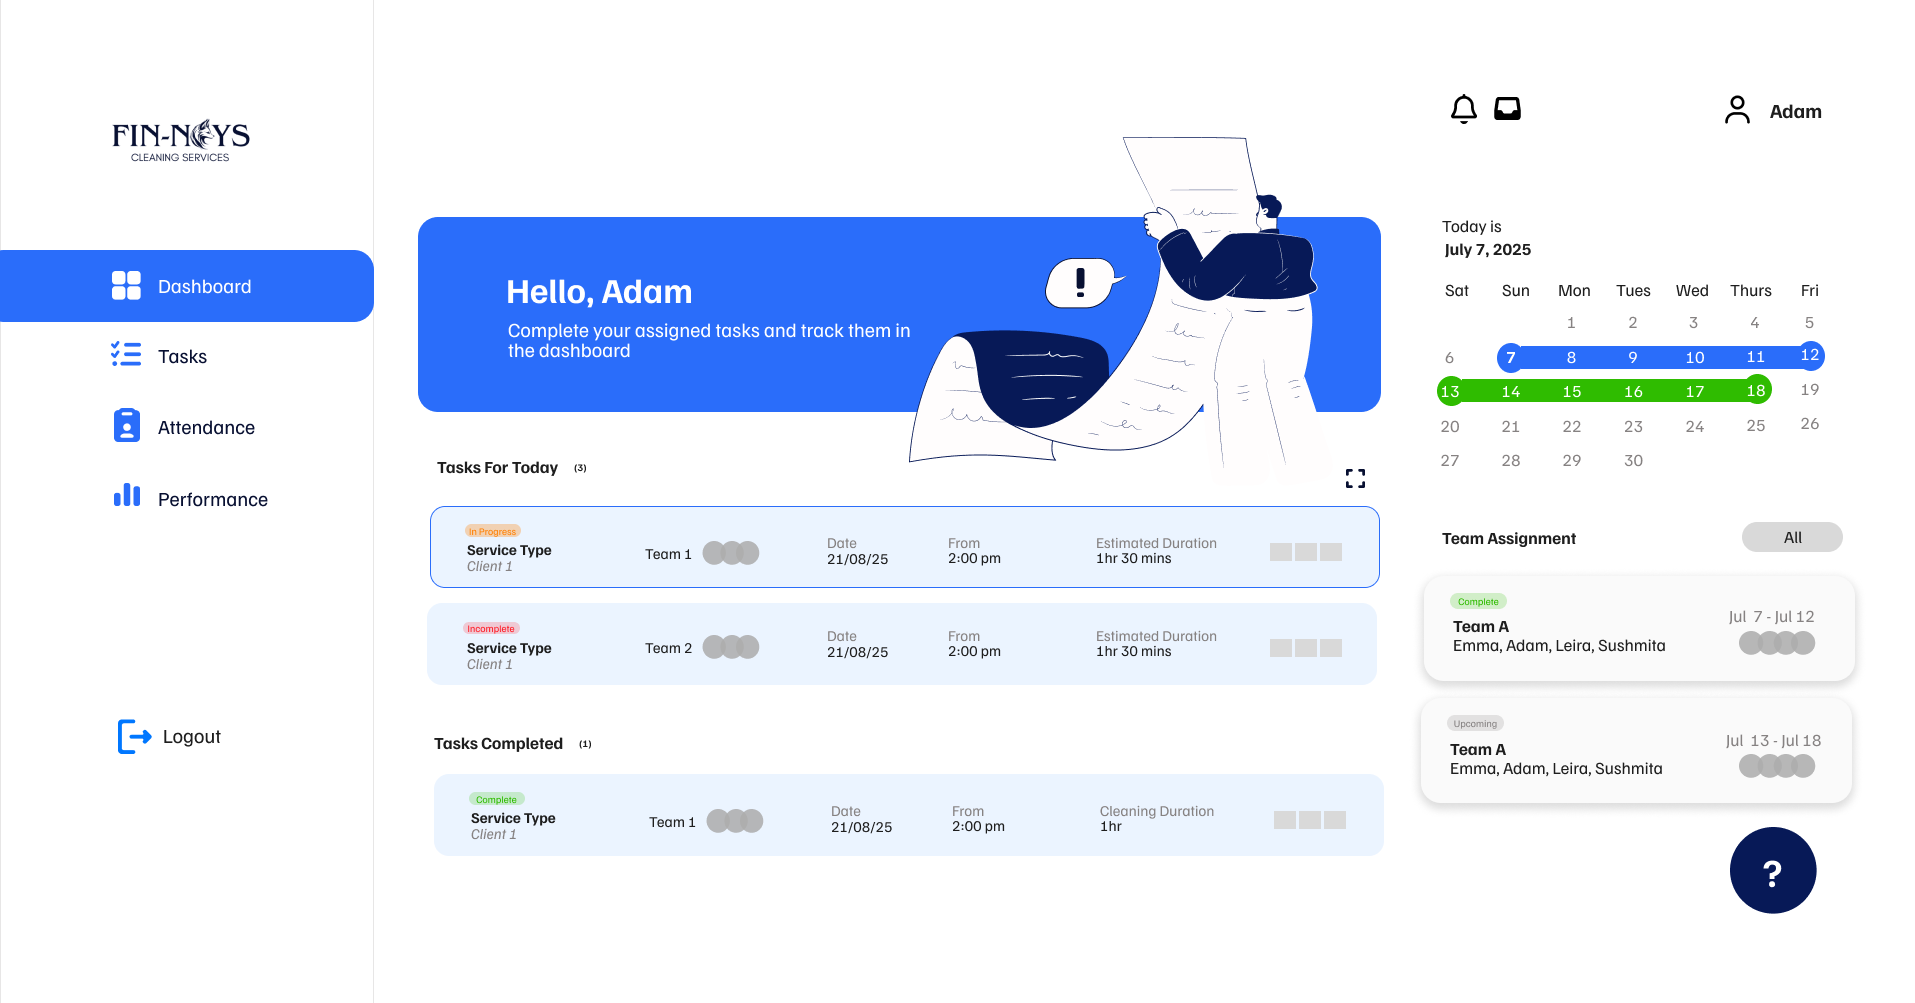 FIN-NOYS
CLEANING SERVICES
Dashboard
Tasks
Attendance
Performance
Logout
Hello, Adam
Complete your assigned tasks and track them in
the dashboard
!
Tasks For Today (3)
In Progress
Service Type
Client 1
Team 1
Date
21/08/25
From
2:00 pm
Estimated Duration
1hr 30 mins
Incomplete
Service Type
Client 1
Team 2
Date
21/08/25
From
2:00 pm
Estimated Duration
1hr 30 mins
Tasks Completed (1)
Complete
Service Type
Client 1
Team 1
Date
21/08/25
From
2:00 pm
Cleaning Duration
1hr
Adam
Today is
July 7, 2025
Sat Sun Mon Tues Wed Thurs Fri
1 2 3 4 5
6 7 8 9 10 11 12
13 14 15 16 17 18 19
20 21 22 23 24 25 26
27 28 29 30
Team Assignment
All
Complete
Team A
Emma, Adam, Leira, Sushmita
Jul 7 - Jul 12
Upcoming
Team A
Emma, Adam, Leira, Sushmita
Jul 13 - Jul 18
?